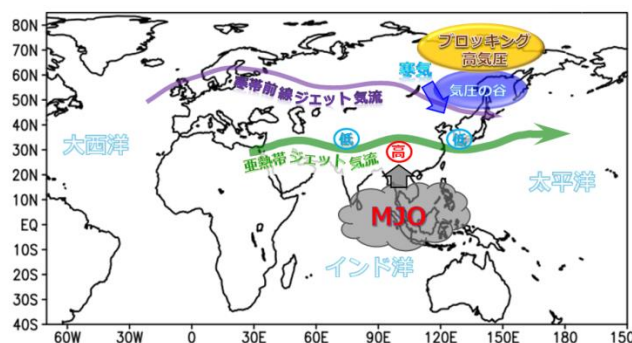 80N
70N
60N
50N
40N
30N
20N
10N
EQ
10S
20S
30S
40S
ブロッキング
高気圧
寒気
気圧の谷
寒帯前線ジェット気流
大西洋
低
高
低
亜熱帯ジェット気流
太平洋
MJO
インド洋
60W
30W
0
30E
60E
90E
120E
150E
180
150